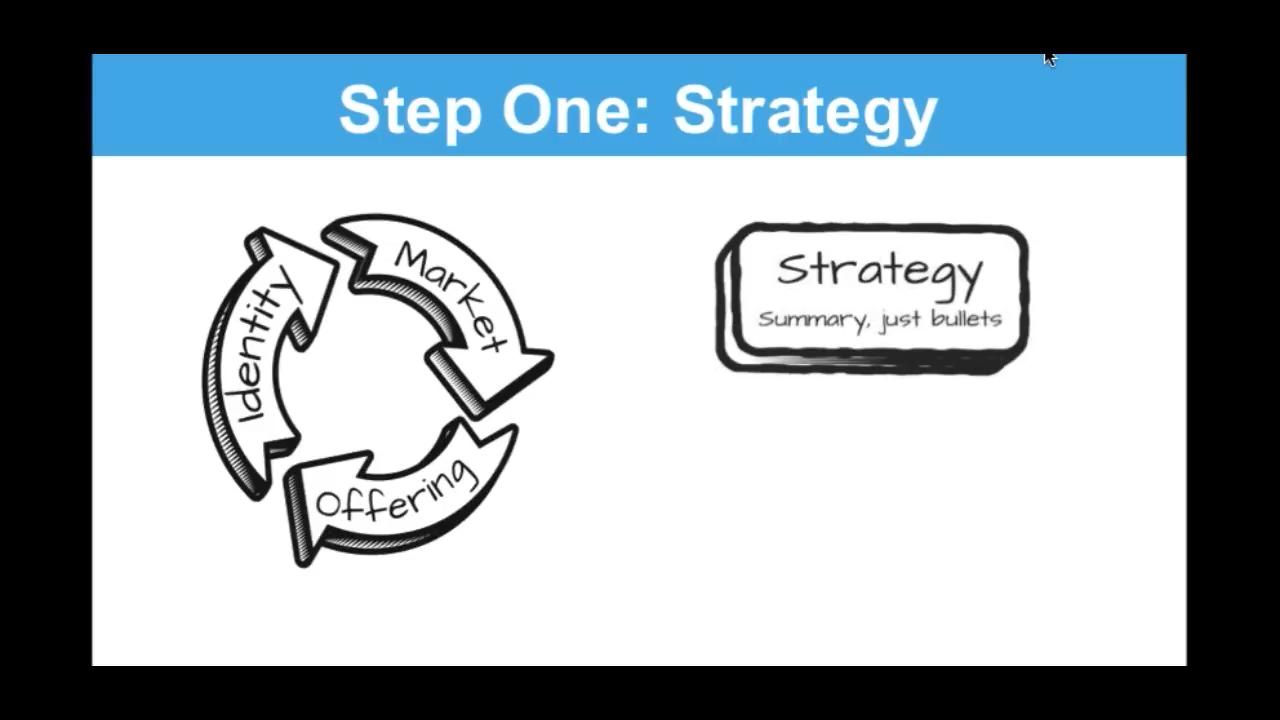 Step One: Strategy
Identity
Market
Offering
Strategy
Summary, just bullets